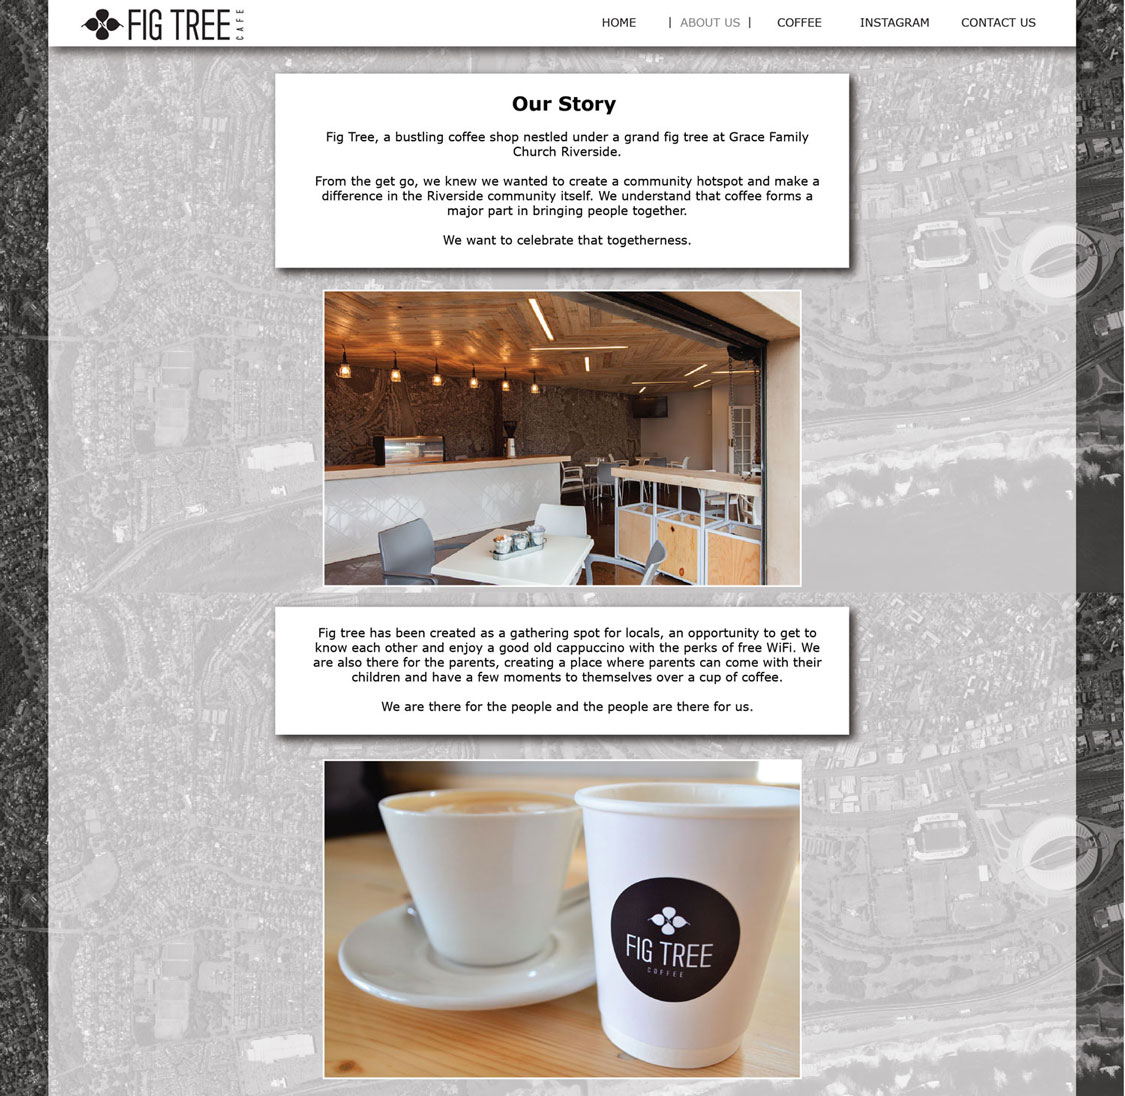 FIG TREE
CAFE
HOME
| ABOUT US |
COFFEE
INSTAGRAM
CONTACT US
Our Story
Fig Tree, a bustling coffee shop nestled under a grand fig tree at Grace Family
Church Riverside.
From the get go, we knew we wanted to create a community hotspot and make a
difference in the Riverside community itself. We understand that coffee forms a
major part in bringing people together.
We want to celebrate that togetherness.
Fig tree has been created as a gathering spot for locals, an opportunity to get to
know each other and enjoy a good old cappuccino with the perks of free WiFi. We
are also there for the parents, creating a place where parents can come with their
children and have a few moments to themselves over a cup of coffee.
We are there for the people and the people are there for us.
FIG TREE
COFFEE